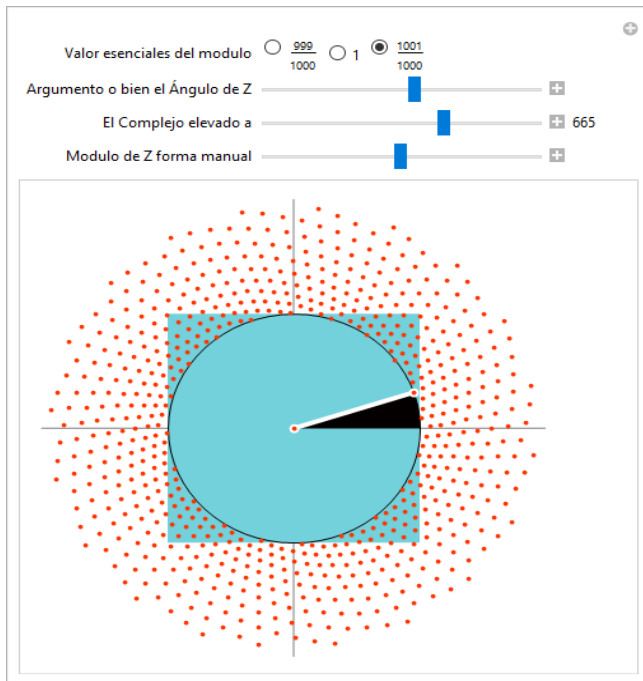 Valor esenciales del modulo 999/1000 1 1001/1000
Argumento o bien el Ángulo de Z
El Complejo elevado a 665
Modulo de Z forma manual